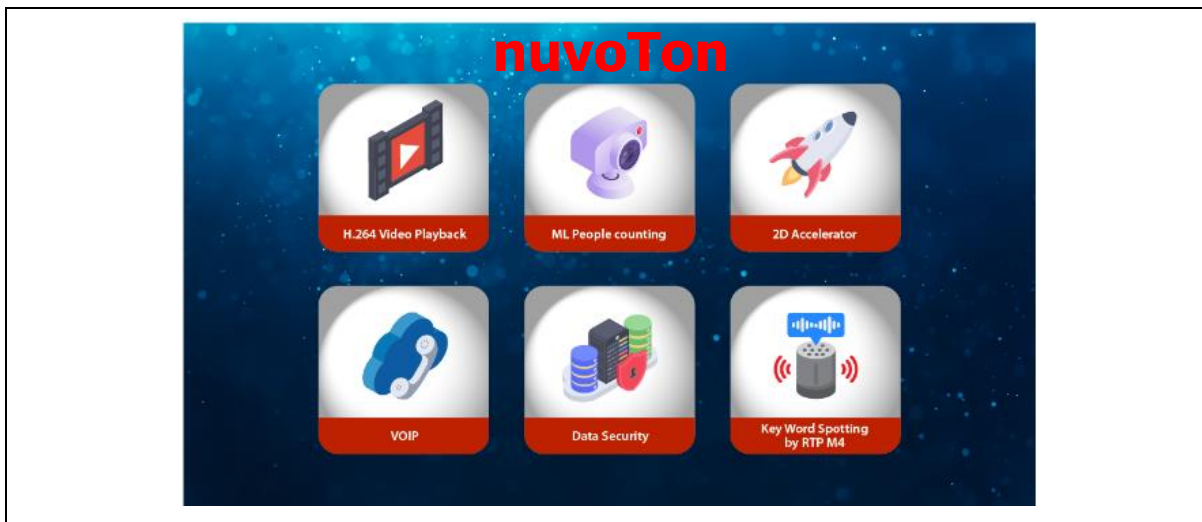 nuvoTon
H.264 Video Playback
ML People counting
2D Accelerator
VOIP
Data Security
Key Word Spotting
by RTP M4